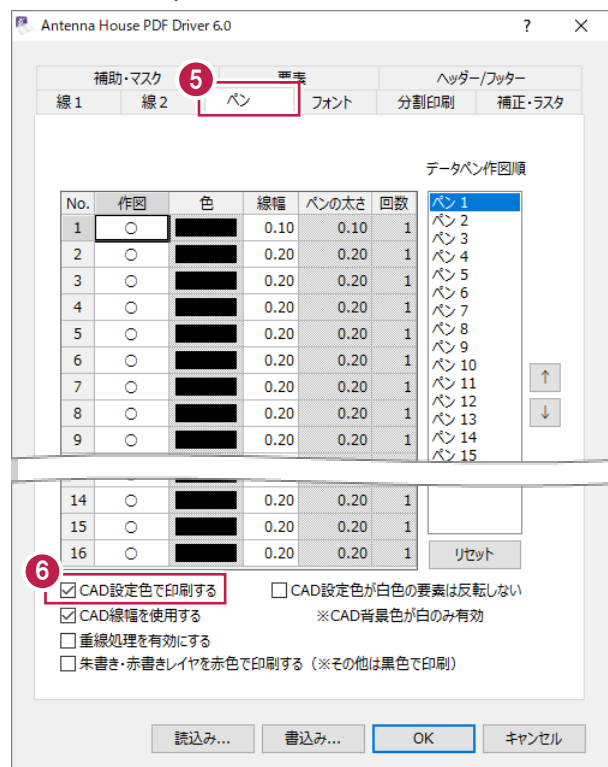 Antenna House PDF Driver 6.0 ? ×
補助・マスク 要素 ヘッダー/フッター
5
線1 線2 ペン フォント 分割印刷 補正・ラスタ
データペン作図順
No. 作図 色 線幅 ペンの太さ 回数
1 ○ 0.10 0.10 1
2 ○ 0.20 0.20 1
3 ○ 0.20 0.20 1
4 ○ 0.20 0.20 1
5 ○ 0.20 0.20 1
6 ○ 0.20 0.20 1
7 ○ 0.20 0.20 1
8 ○ 0.20 0.20 1
9 ○ 0.20 0.20 1
14 ○ 0.20 0.20 1
15 ○ 0.20 0.20 1
16 ○ 0.20 0.20 1
ペン 1
ペン 2
ペン 3
ペン 4
ペン 5
ペン 6
ペン 7
ペン 8
ペン 9
ペン 10
ペン 11
ペン 12
ペン 13
ペン 14
ペン 15
↑
↓
リセット
6
CAD設定色で印刷する CAD設定色が白色の要素は反転しない
CAD線幅を使用する ※CAD背景色が白のみ有効
重線処理を有効にする
朱書き・赤書きレイヤを赤色で印刷する(※その他は黒色で印刷)
読込み... 書込み... OK キャンセル